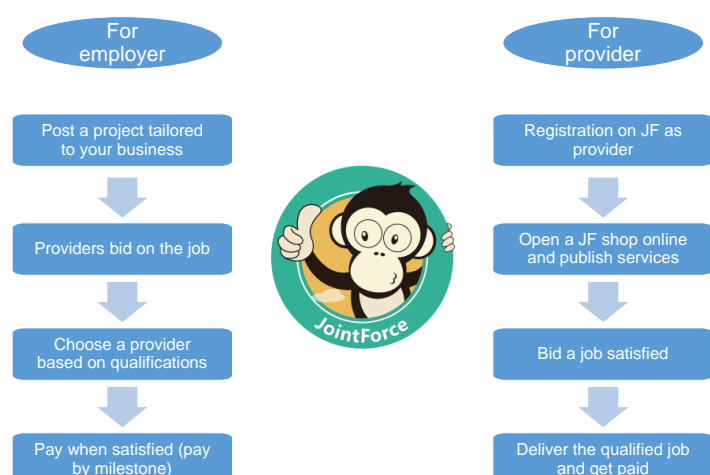 For
employer
Post a project tailored
to your business
Providers bid on the job
Choose a provider
based on qualifications
Pay when satisfied (pay
by milestone)
JointForce
For
provider
Registration on JF as
provider
Open a JF shop online
and publish services
Bid a job satisfied
Deliver the qualified job
and get paid